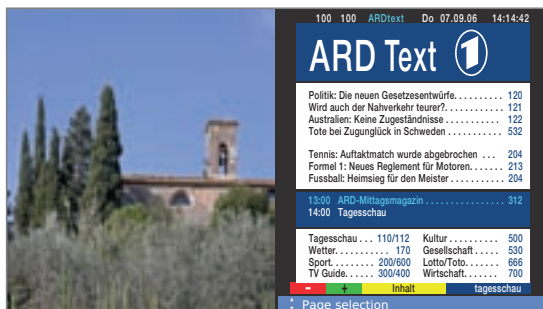 100 100 ARDtext Do 07.09.06 14:14:42
ARD Text 1
Politik: Die neuen Gesetzesentwürfe......... 120
Wird auch der Nahverkehr teurer?........... 121
Australien: Keine Zugeständnisse ........... 122
Tote bei Zugunglück in Schweden .......... 532
Tennis: Auftaktmatch wurde abgebrochen ... 204
Formel 1: Neues Reglement für Motoren....... 213
Fussball: Heimsieg für den Meister ........... 204
13:00 ARD-Mittagsmagazin ................ 312
14:00 Tagesschau
Tagesschau ... 110/112 Kultur .......... 500
Wetter........... 170 Gesellschaft ..... 530
Sport........ 200/600 Lotto/Toto....... 666
TV Guide..... 300/400 Wirtschaft....... 700
- + Inhalt tagesschau
Page selection